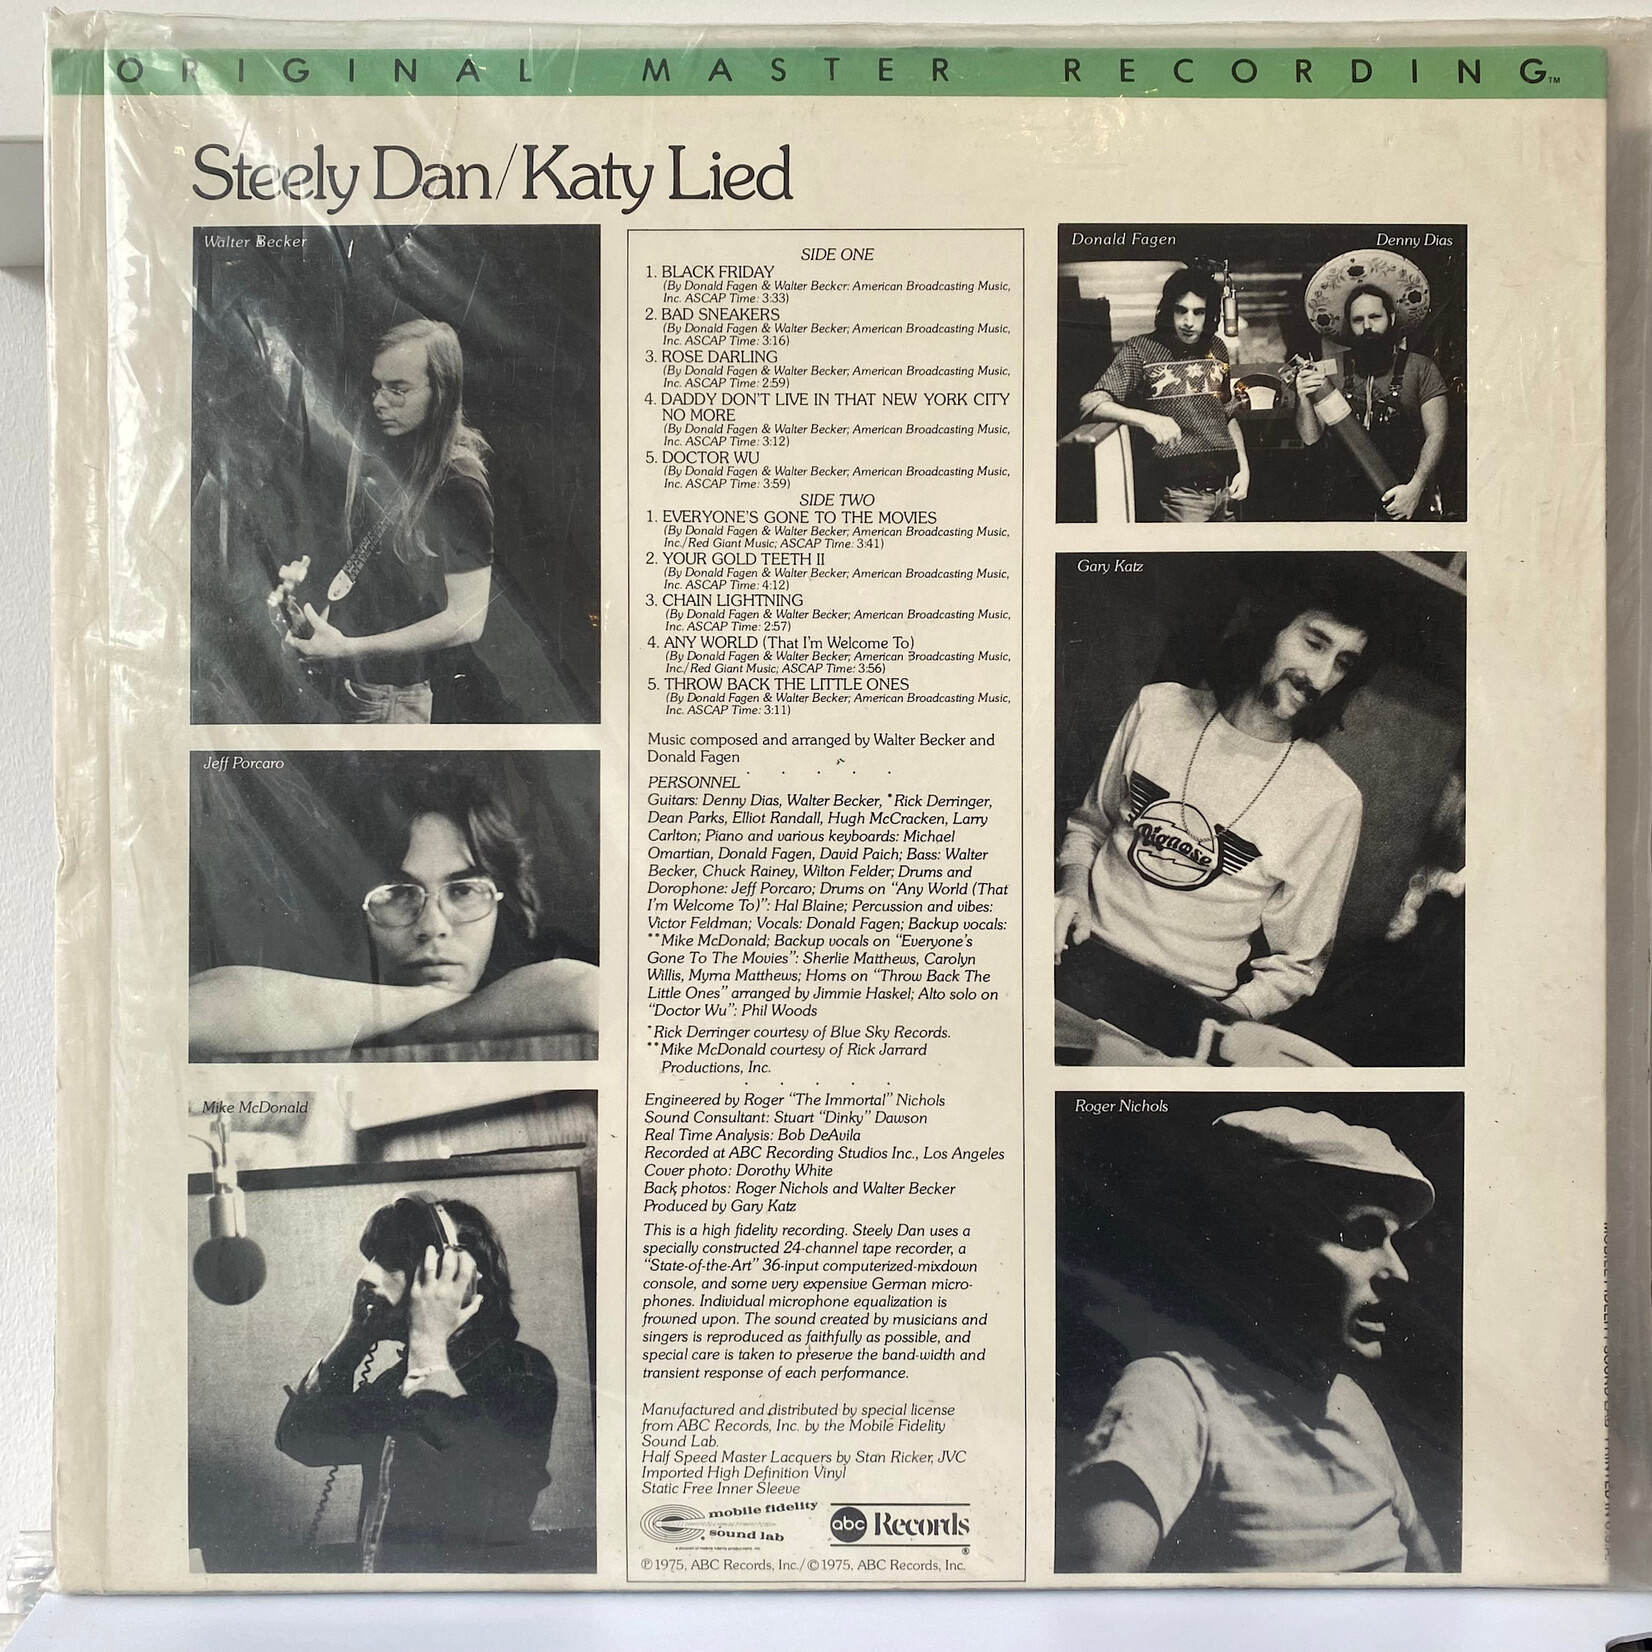 ORIGINAL MASTER RECORDING™
Steely Dan/Katy Lied
Walter Becker
Jeff Porcaro
Mike McDonald
SIDE ONE
1. BLACK FRIDAY
(By Donald Fagen & Walter Becker: American Broadcasting Music,
Inc. ASCAP Time: 3:33)
2. BAD SNEAKERS
(By Donald Fagen & Walter Becker; American Broadcasting Music,
Inc. ASCAP Time: 3:16)
3. ROSE DARLING
(By Donald Fagen & Walter Becker; American Broadcasting Music,
Inc. ASCAP Time: 2:59)
4. DADDY DON'T LIVE IN THAT NEW YORK CITY
NO MORE
(By Donald Fagen & Walter Becker; American Broadcasting Music,
Inc. ASCAP Time: 3:12)
5. DOCTOR WU
(By Donald Fagen & Walter Becker; American Broadcasting Music,
Inc. ASCAP Time: 3:59)
SIDE TWO
1. EVERYONE'S GONE TO THE MOVIES
(By Donald Fagen & Walter Becker; American Broadcasting Music,
Inc./Red Giant Music; ASCAP Time: 3:41)
2. YOUR GOLD TEETH II
(By Donald Fagen & Walter Becker; American Broadcasting Music,
Inc. ASCAP Time: 4:12)
3. CHAIN LIGHTNING
(By Donald Fagen & Walter Becker; American Broadcasting Music,
Inc. ASCAP Time: 2:57)
4. ANY WORLD (That I'm Welcome To)
(By Donald Fagen & Walter Becker; American Broadcasting Music,
Inc./Red Giant Music; ASCAP Time: 3:56)
5. THROW BACK THE LITTLE ONES
(By Donald Fagen & Walter Becker; American Broadcasting Music,
Inc. ASCAP Time: 3:11)
Music composed and arranged by Walter Becker and
Donald Fagen
PERSONNEL
Guitars: Denny Dias, Walter Becker, *Rick Derringer,
Dean Parks, Elliot Randall, Hugh McCracken, Larry
Carlton; Piano and various keyboards: Michael
Omartian, Donald Fagen, David Paich; Bass: Walter
Becker, Chuck Rainey, Wilton Felder; Drums and
Dorophone: Jeff Porcaro; Drums on "Any World (That
I'm Welcome To)": Hal Blaine; Percussion and vibes:
Victor Feldman; Vocals: Donald Fagen; Backup vocals:
**Mike McDonald; Backup vocals on "Everyone's
Gone To The Movies": Sherlie Matthews, Carolyn
Willis, Myrna Matthews; Horns on "Throw Back The
Little Ones" arranged by Jimmie Haskel; Alto solo on
"Doctor Wu": Phil Woods
*Rick Derringer courtesy of Blue Sky Records.
**Mike McDonald courtesy of Rick Jarrard
Productions, Inc.
Engineered by Roger "The Immortal" Nichols
Sound Consultant: Stuart "Dinky" Dawson
Real Time Analysis: Bob DeAvila
Recorded at ABC Recording Studios Inc., Los Angeles
Cover photo: Dorothy White
Back photos: Roger Nichols and Walter Becker
Produced by Gary Katz
This is a high fidelity recording. Steely Dan uses a
specially constructed 24-channel tape recorder, a
"State-of-the-Art" 36-input computerized-mixdown
console, and some very expensive German micro-
phones. Individual microphone equalization is
frowned upon. The sound created by musicians and
singers is reproduced as faithfully as possible, and
special care is taken to preserve the band-width and
transient response of each performance.
Manufactured and distributed by special license
from ABC Records, Inc. by the Mobile Fidelity
Sound Lab.
Half Speed Master Lacquers by Stan Ricker, JVC
Imported High Definition Vinyl
Static Free Inner Sleeve
mobile fidelity
sound lab
abc Records ®
℗1975, ABC Records, Inc./©1975, ABC Records, Inc.
Donald Fagen
Denny Dias
Gary Katz
Pignose
Roger Nichols